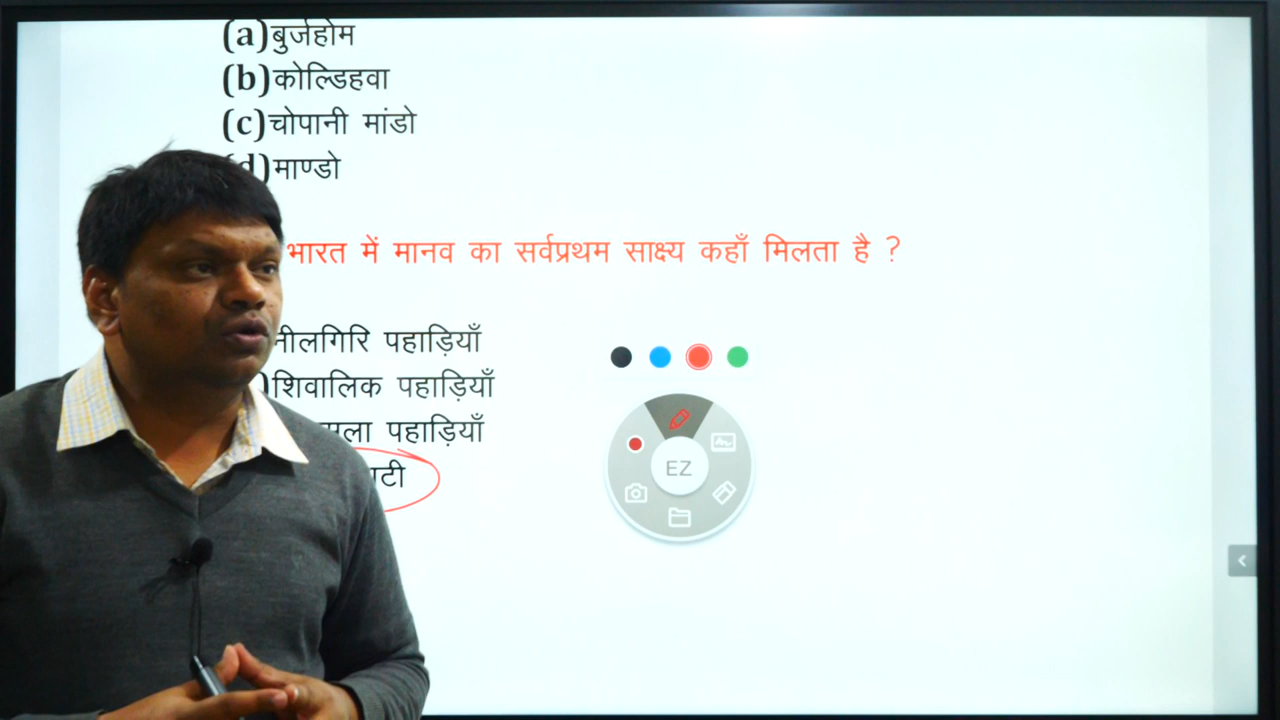 (a)बुर्जहोम
(b)कोल्डिहवा
(c)चोपानी मांडो
(d)माण्डो
भारत में मानव का सर्वप्रथम साक्ष्य कहाँ मिलता है ?
नीलगिरि पहाड़ियाँ
)शिवालिक पहाड़ियाँ
पहाड़ियाँ
EZ